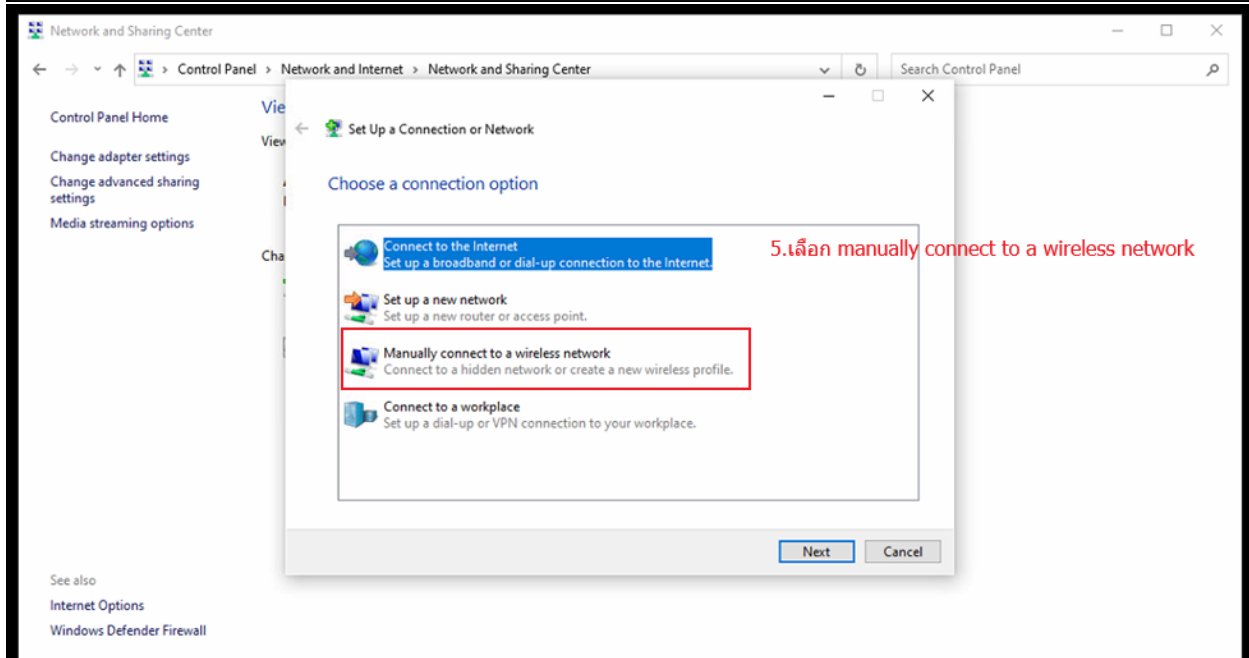 Network and Sharing Center
Control Panel > Network and Internet > Network and Sharing Center
Search Control Panel
Control Panel Home
Change adapter settings
Change advanced sharing
settings
Media streaming options
See also
Internet Options
Windows Defender Firewall
Set Up a Connection or Network
Choose a connection option
Connect to the Internet
Set up a broadband or dial-up connection to the Internet.
Set up a new network
Set up a new router or access point.
Manually connect to a wireless network
Connect to a hidden network or create a new wireless profile.
Connect to a workplace
Set up a dial-up or VPN connection to your workplace.
Next
Cancel
5.เลือก manually connect to a wireless network